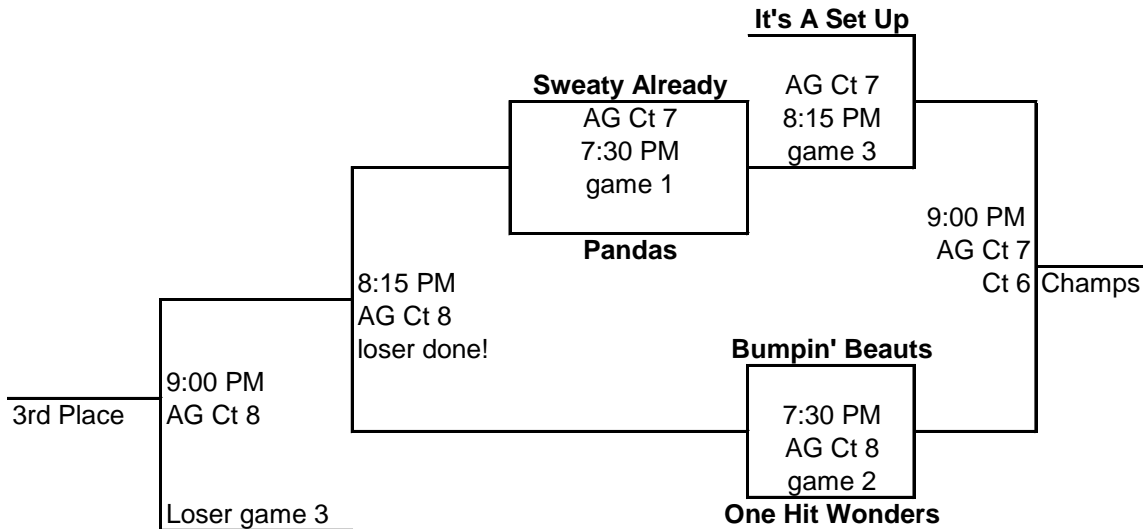 It's A Set Up
Sweaty Already
AG Ct 7
8:15 PM
game 3
AG Ct 7
7:30 PM
game 1
Pandas
9:00 PM
AG Ct 7
Ct 6
Champs
8:15 PM
AG Ct 8
loser done!
Bumpin' Beauts
9:00 PM
AG Ct 8
3rd Place
7:30 PM
AG Ct 8
game 2
Loser game 3
One Hit Wonders